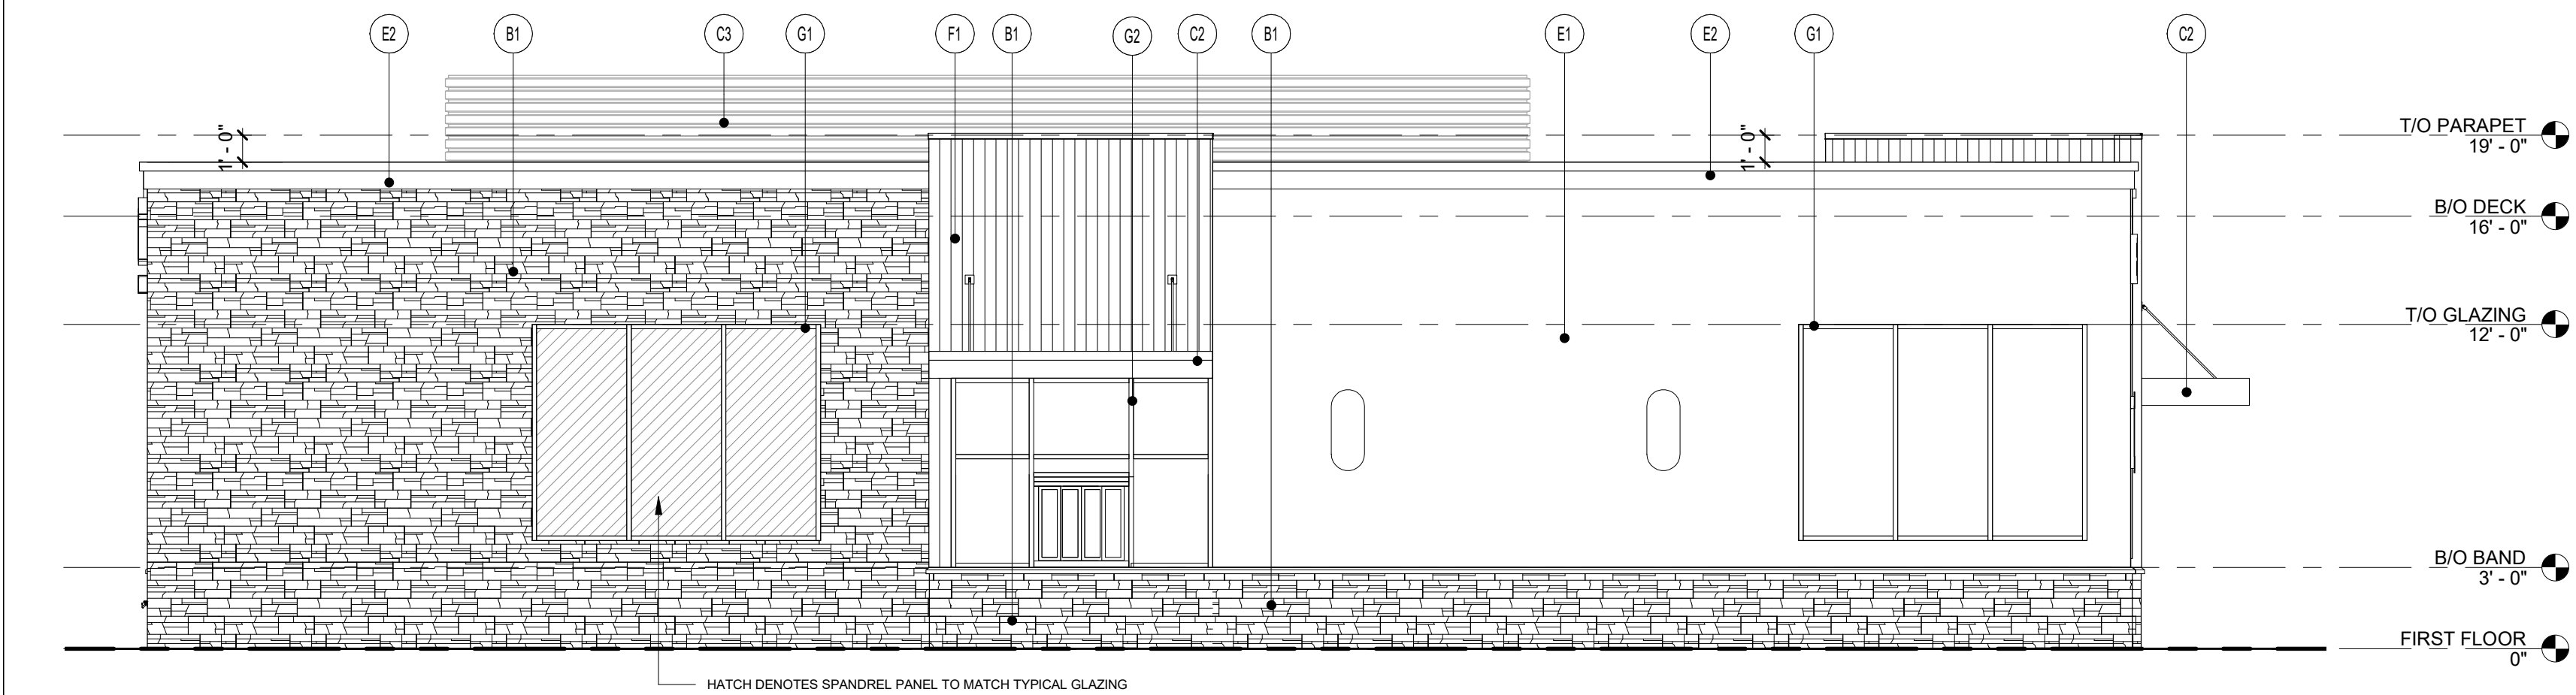 E2
B1
C3
G1
F1
B1
G2
C2
B1
E1
E2
G1
C2
1' - 0"
1' - 0"
T/O PARAPET
19' - 0"
B/O DECK
16' - 0"
T/O GLAZING
12' - 0"
B/O BAND
3' - 0"
FIRST FLOOR
0"
HATCH DENOTES SPANDREL PANEL TO MATCH TYPICAL GLAZING